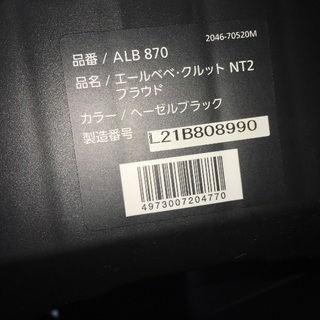 2046-70520M
品番 / ALB 870
品名 / エールベベ・クルット NT2
プラウド
カラー / ヘーゼルブラック
製造番号 L21B808990
4973007204770